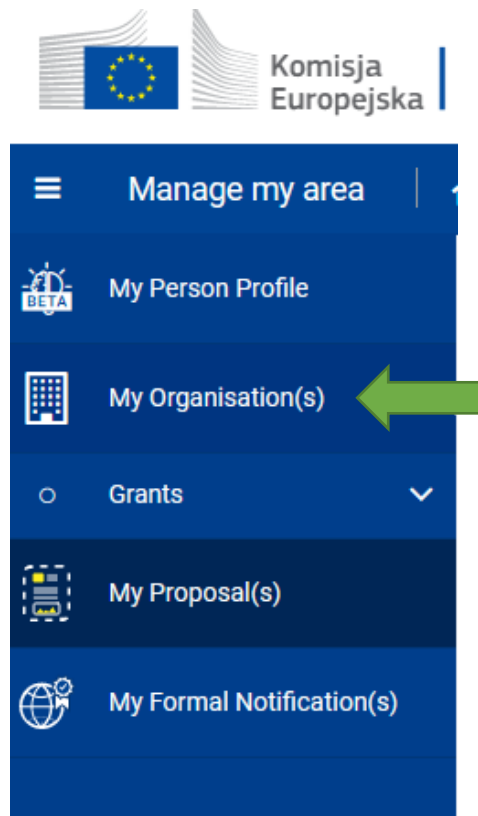 Komisja
Europejska
Manage my area
BETA
My Person Profile
My Organisation(s)
Grants
My Proposal(s)
My Formal Notification(s)